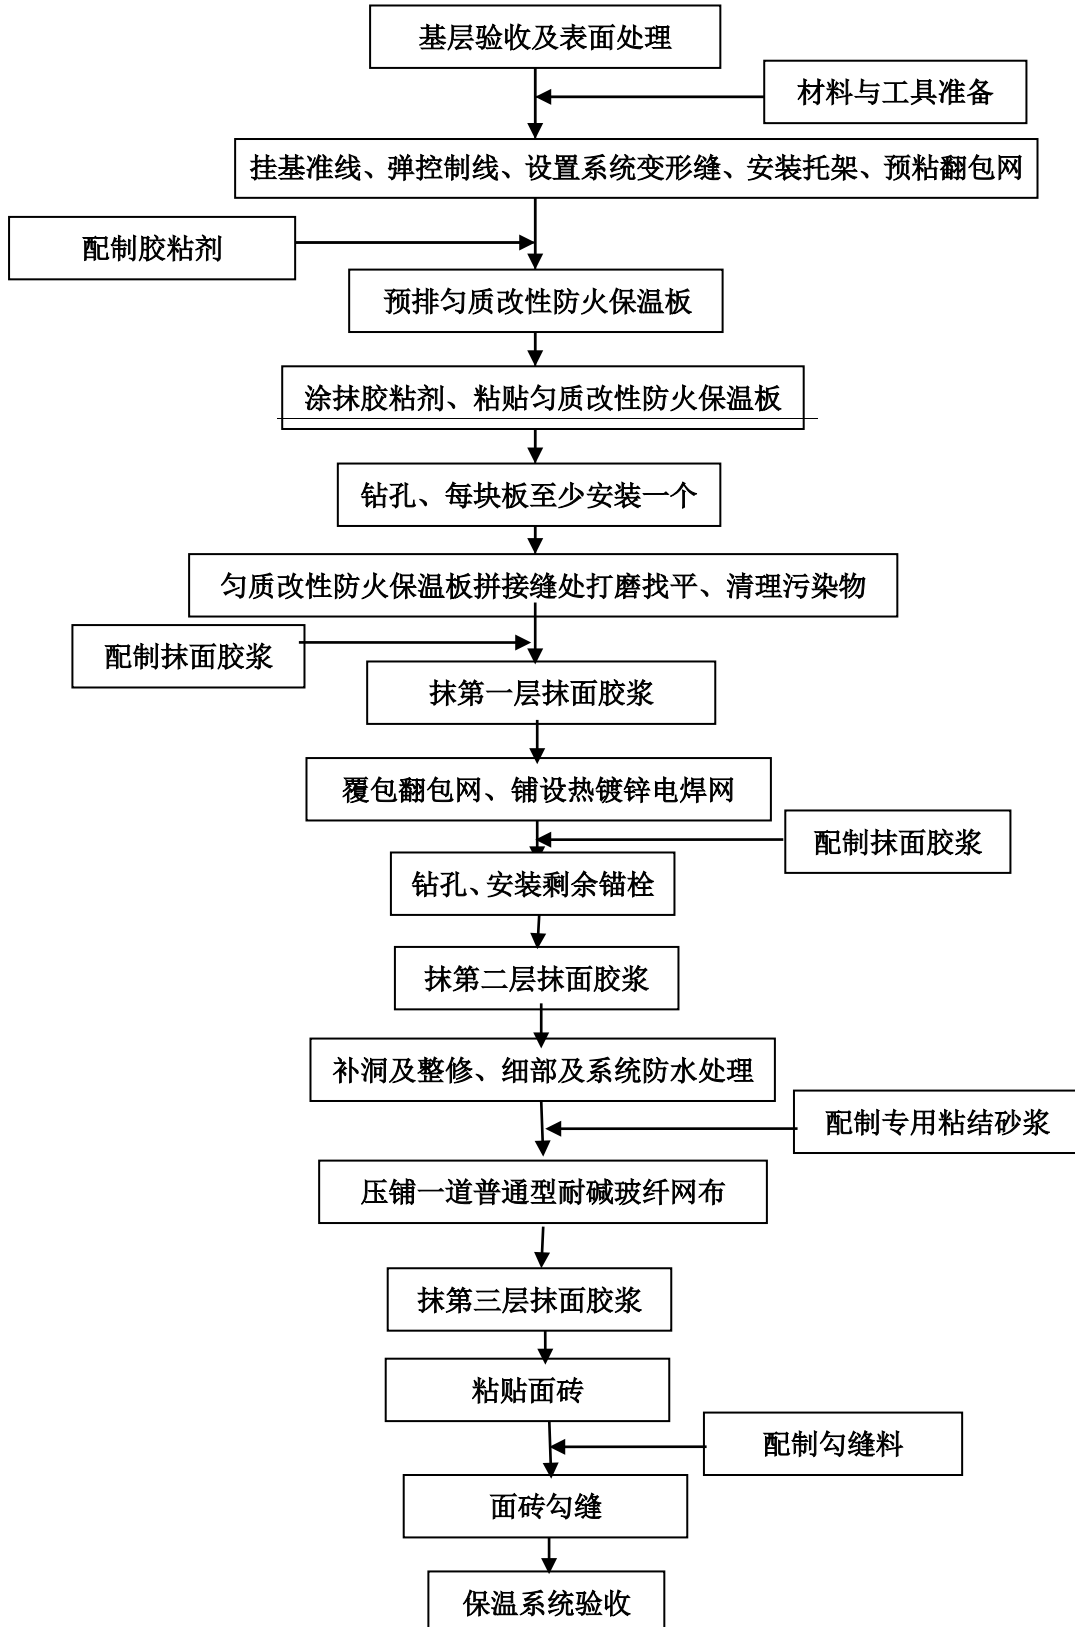 基层验收及表面处理
材料与工具准备
挂基准线、弹控制线、设置系统变形缝、安装托架、预粘翻包网
配制胶粘剂
预排匀质改性防火保温板
涂抹胶粘剂、粘贴匀质改性防火保温板
钻孔、每块板至少安装一个
匀质改性防火保温板拼接缝处打磨找平、清理污染物
配制抹面胶浆
抹第一层抹面胶浆
覆包翻包网、铺设热镀锌电焊网
配制抹面胶浆
钻孔、安装剩余锚栓
抹第二层抹面胶浆
补洞及整修、细部及系统防水处理
配制专用粘结砂浆
压铺一道普通型耐碱玻纤网布
抹第三层抹面胶浆
粘贴面砖
配制勾缝料
面砖勾缝
保温系统验收